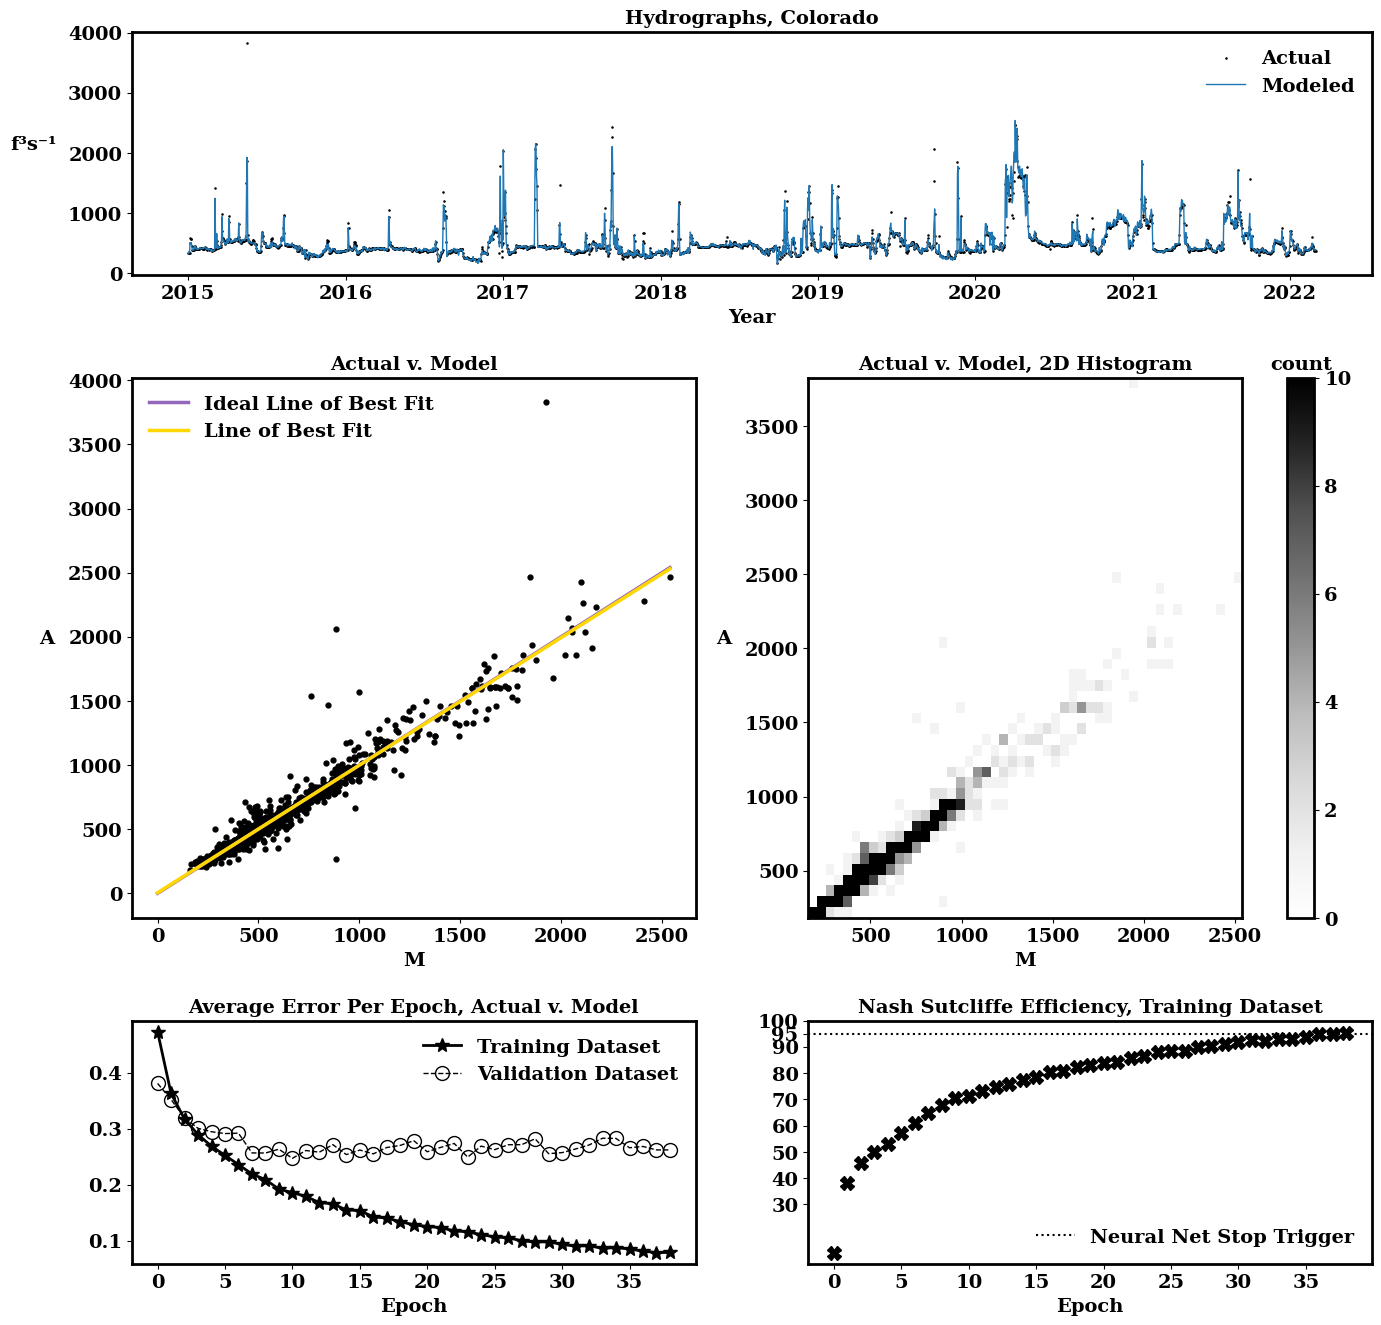 Hydrographs, Colorado
4000
3000
f³s⁻¹
2000
1000
0
Actual
Modeled
2015 2016 2017 2018 2019 2020 2021 2022
Year
Actual v. Model
4000
3500
3000
2500
A
2000
1500
1000
500
0
Ideal Line of Best Fit
Line of Best Fit
0 500 1000 1500 2000 2500
M
Actual v. Model, 2D Histogram
3500
3000
2500
A
2000
1500
1000
500
500 1000 1500 2000 2500
M
count
10
8
6
4
2
0
Average Error Per Epoch, Actual v. Model
0.4
0.3
0.2
0.1
Training Dataset
Validation Dataset
0 5 10 15 20 25 30 35
Epoch
Nash Sutcliffe Efficiency, Training Dataset
100
95
90
80
70
60
50
40
30
Neural Net Stop Trigger
0 5 10 15 20 25 30 35
Epoch